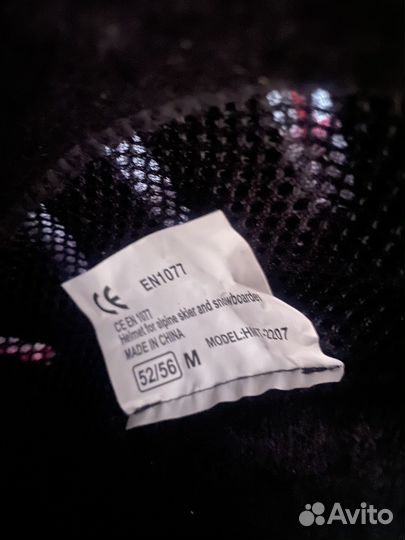 CE EN1077
CE EN 1077
Helmet for alpine skier and snowboarder
MADE IN CHINA
52/56 M MODEL:HMT-2207
Avito